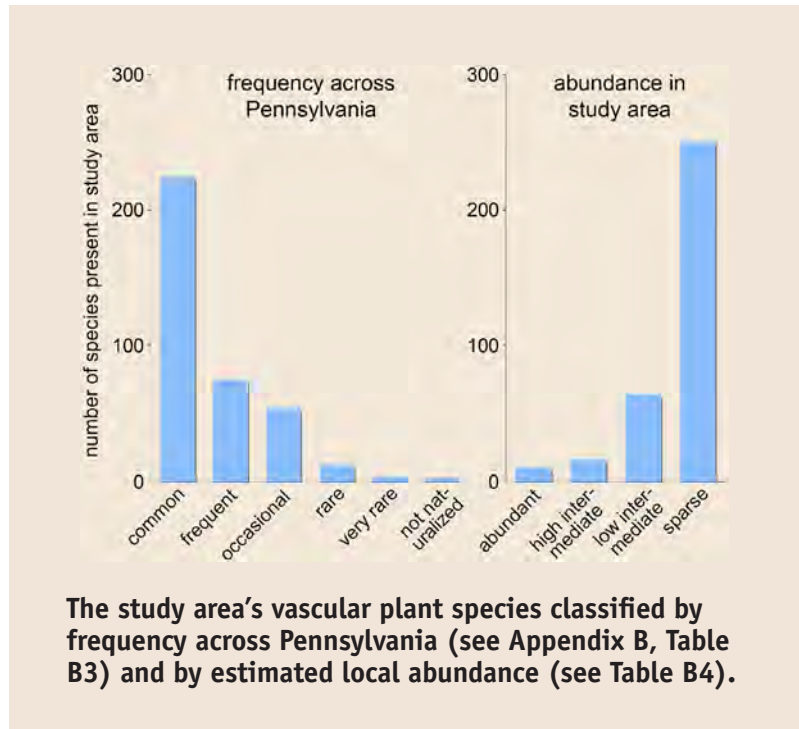 number of species present in study area
frequency across
Pennsylvania
300
200
100
0
common
frequent
occasional
rare
very rare
not nat-
uralized
abundance in
study area
300
200
100
0
abundant
high inter-
mediate
low inter-
mediate
sparse
The study area's vascular plant species classified by
frequency across Pennsylvania (see Appendix B, Table
B3) and by estimated local abundance (see Table B4).